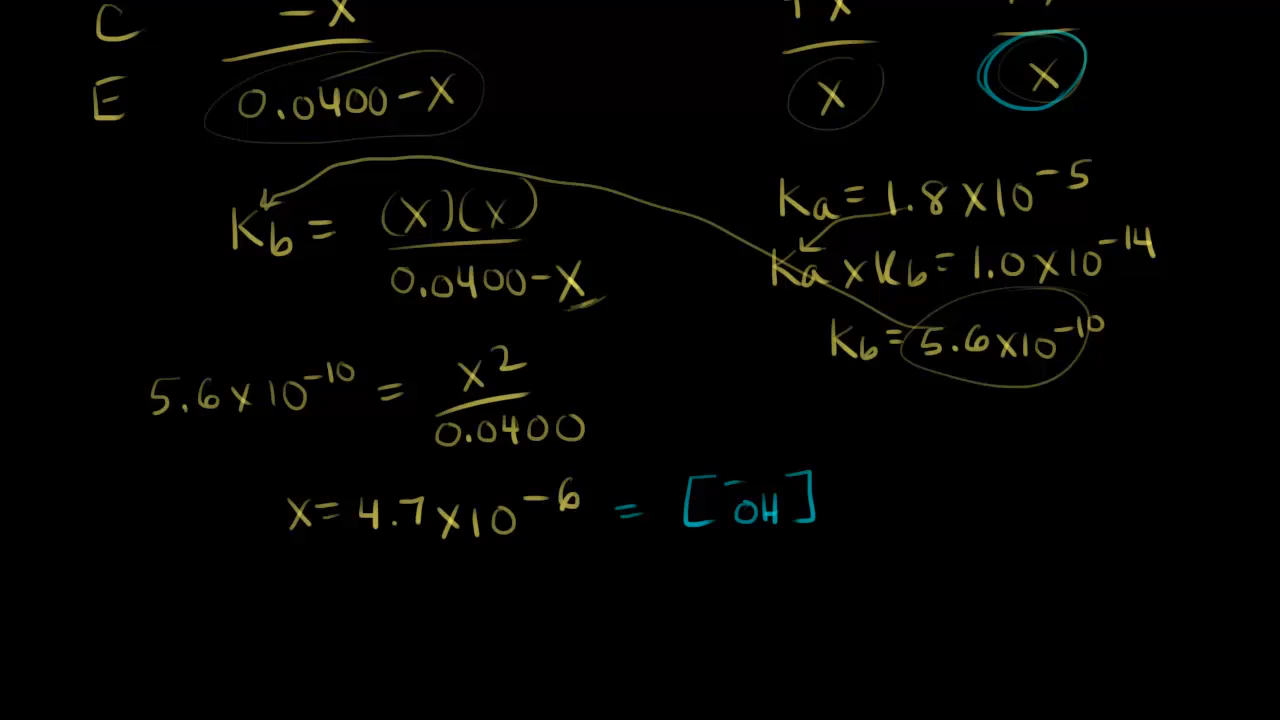 C -X +X
E 0.0400-X X X
Kb = (X)(X) / 0.0400-X
Ka = 1.8 X 10^-5
Ka X Kb = 1.0 X 10^-14
Kb = 5.6 X 10^-10
5.6 X 10^-10 = X^2 / 0.0400
X = 4.7 X 10^-6 = [⁻OH]